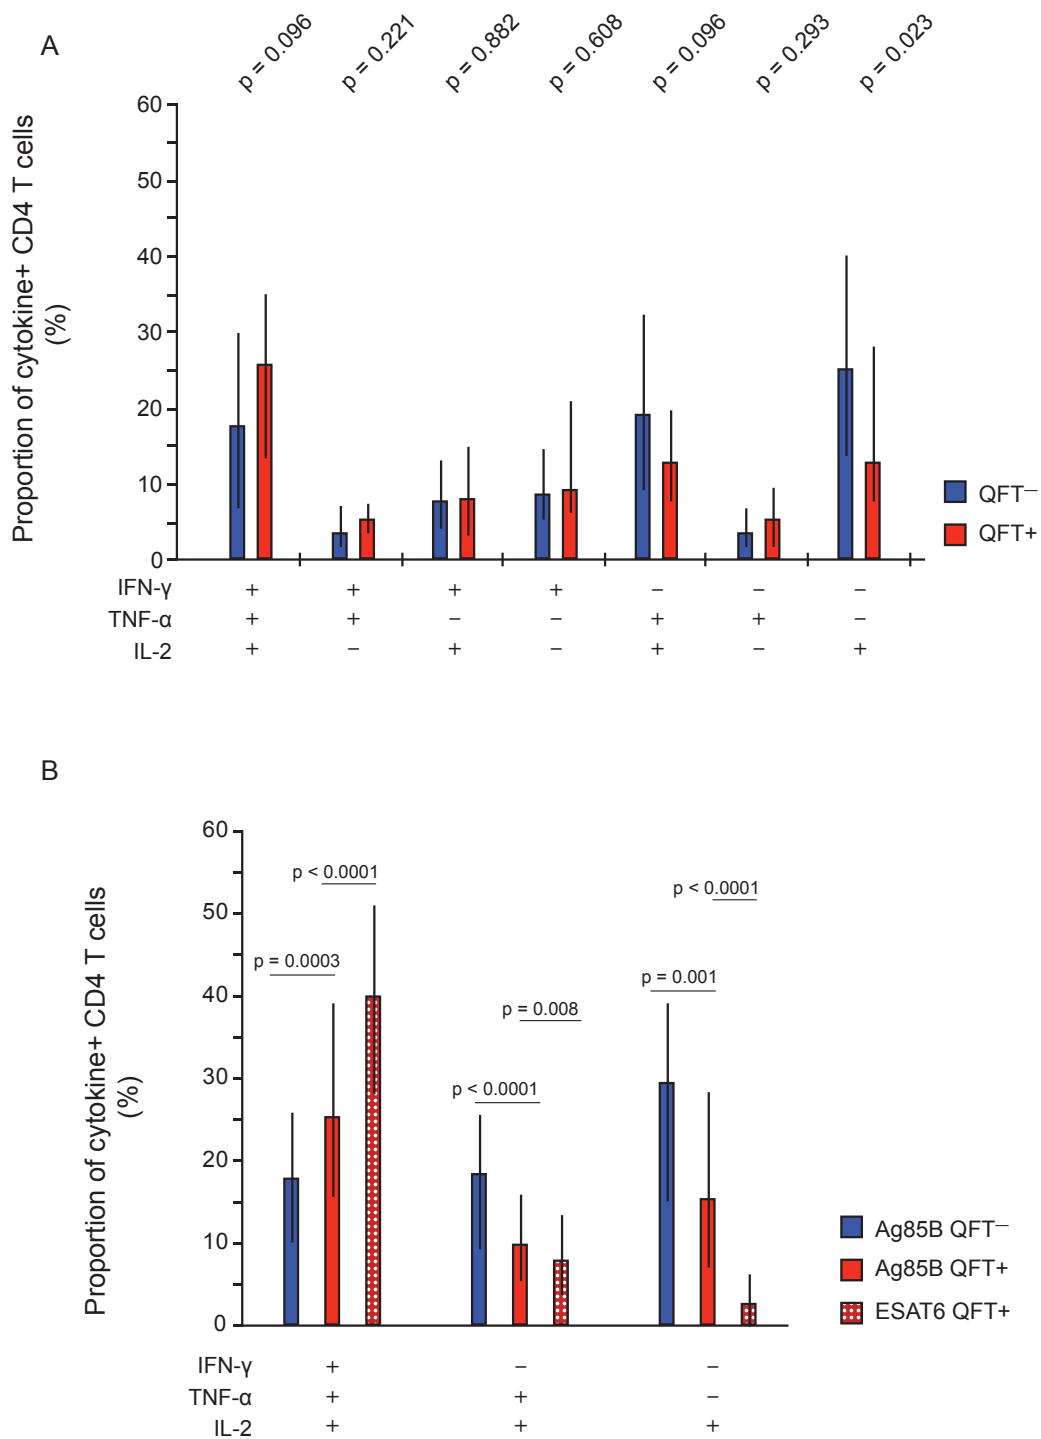 A
p = 0.096
p = 0.221
p = 0.882
p = 0.608
p = 0.096
p = 0.293
p = 0.023
Proportion of cytokine+ CD4 T cells
(%)
60
50
40
30
20
10
0
QFT—
QFT+
IFN-γ + + + + – – –
TNF-α + + – – + + –
IL-2 + – + – + – +
B
Proportion of cytokine+ CD4 T cells
(%)
60
50
40
30
20
10
0
p < 0.0001
p = 0.0003
p = 0.008
p < 0.0001
p < 0.0001
p = 0.001
Ag85B QFT—
Ag85B QFT+
ESAT6 QFT+
IFN-γ + – –
TNF-α + + –
IL-2 + + +